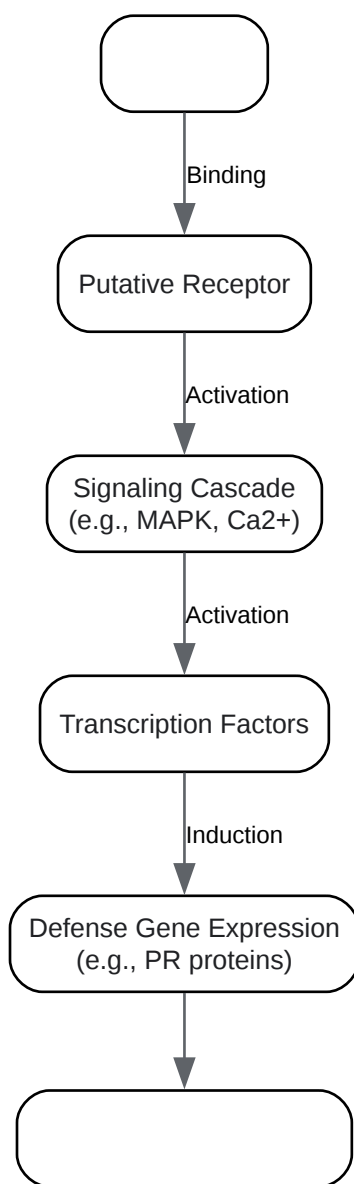 Binding
Putative Receptor
Activation
Signaling Cascade
(e.g., MAPK, Ca2+)
Activation
Transcription Factors
Induction
Defense Gene Expression
(e.g., PR proteins)